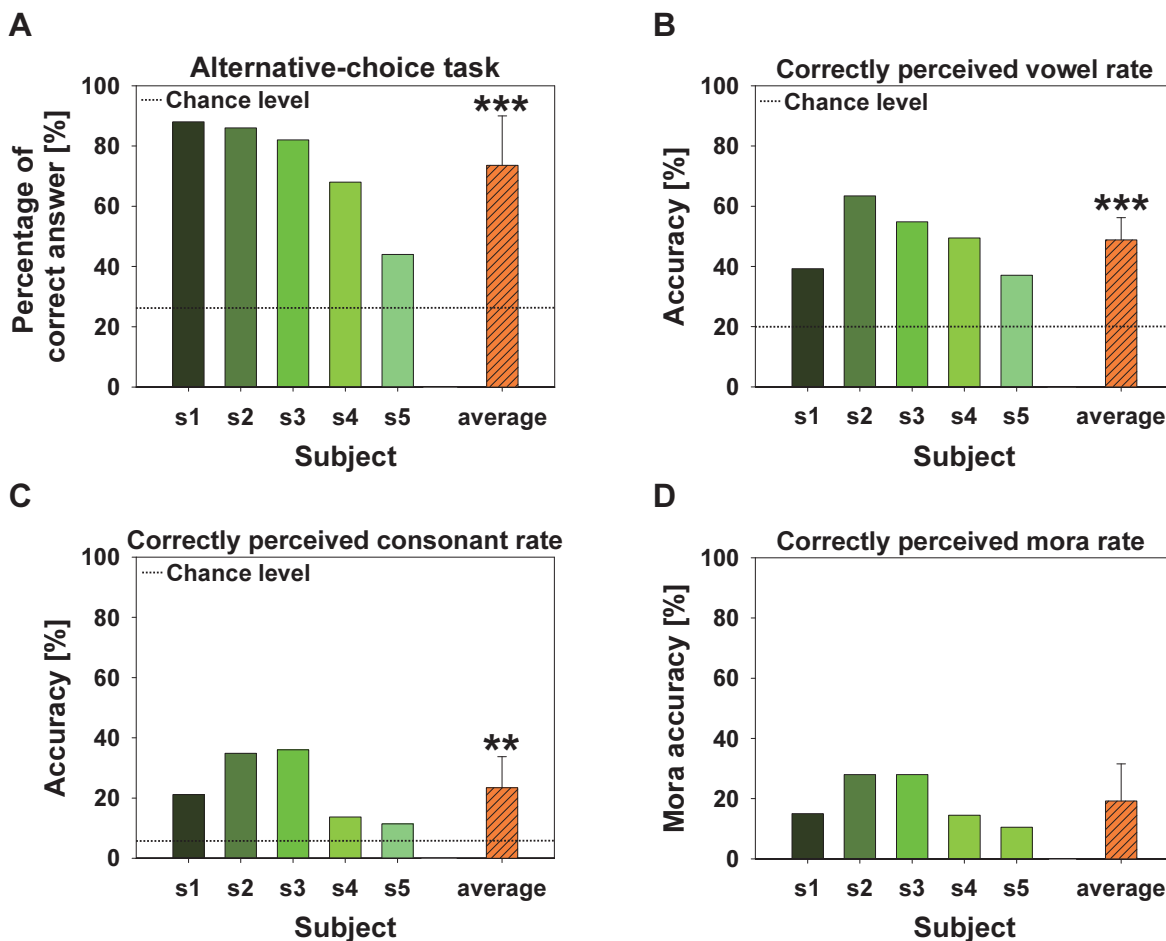 A
Alternative-choice task
Chance level
***
Percentage of
correct answer [%]
100
80
60
40
20
0
s1 s2 s3 s4 s5 average
Subject
B
Correctly perceived vowel rate
Chance level
***
Accuracy [%]
100
80
60
40
20
0
s1 s2 s3 s4 s5 average
Subject
C
Correctly perceived consonant rate
Chance level
**
Accuracy [%]
100
80
60
40
20
0
s1 s2 s3 s4 s5 average
Subject
D
Correctly perceived mora rate
Mora accuracy [%]
100
80
60
40
20
0
s1 s2 s3 s4 s5 average
Subject